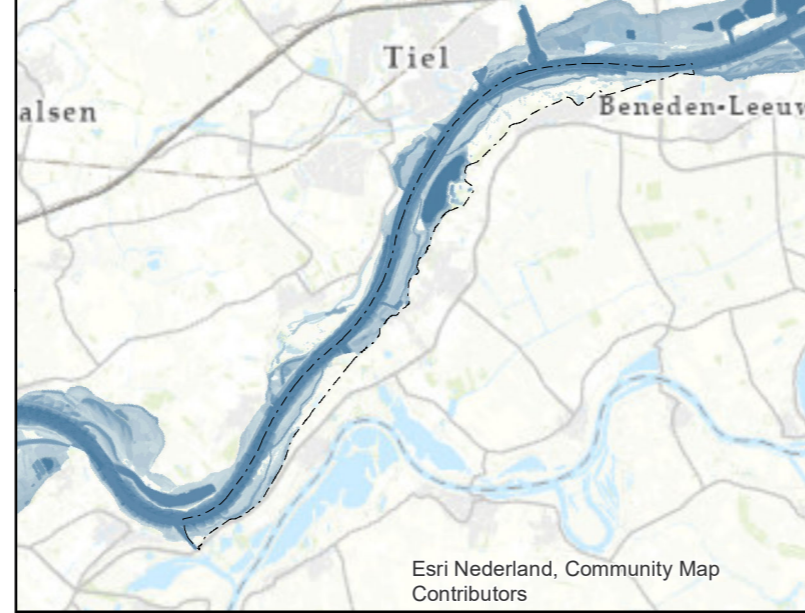 Tiel
Beneden-Leeuw
alsen
Esri Nederland, Community Map
Contributors